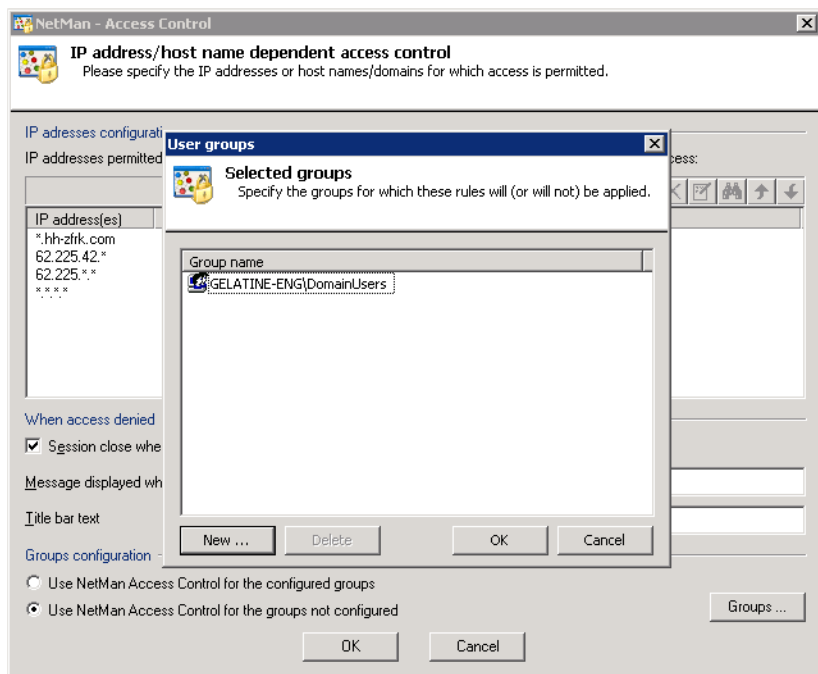 NetMan - Access Control
IP address/host name dependent access control
Please specify the IP addresses or host names/domains for which access is permitted.
IP adresses configurati
IP addresses permitted
cess:
IP address(es)
*.hh-zfrk.com
62.225.42.*
62.225.*.*
*.*.*.*
User groups
Selected groups
Specify the groups for which these rules will (or will not) be applied.
Group name
GELATINE-ENG\DomainUsers
New ...
Delete
OK
Cancel
When access denied
Session close whe
Message displayed wh
Title bar text
Groups configuration
Use NetMan Access Control for the configured groups
Use NetMan Access Control for the groups not configured
Groups ...
OK
Cancel